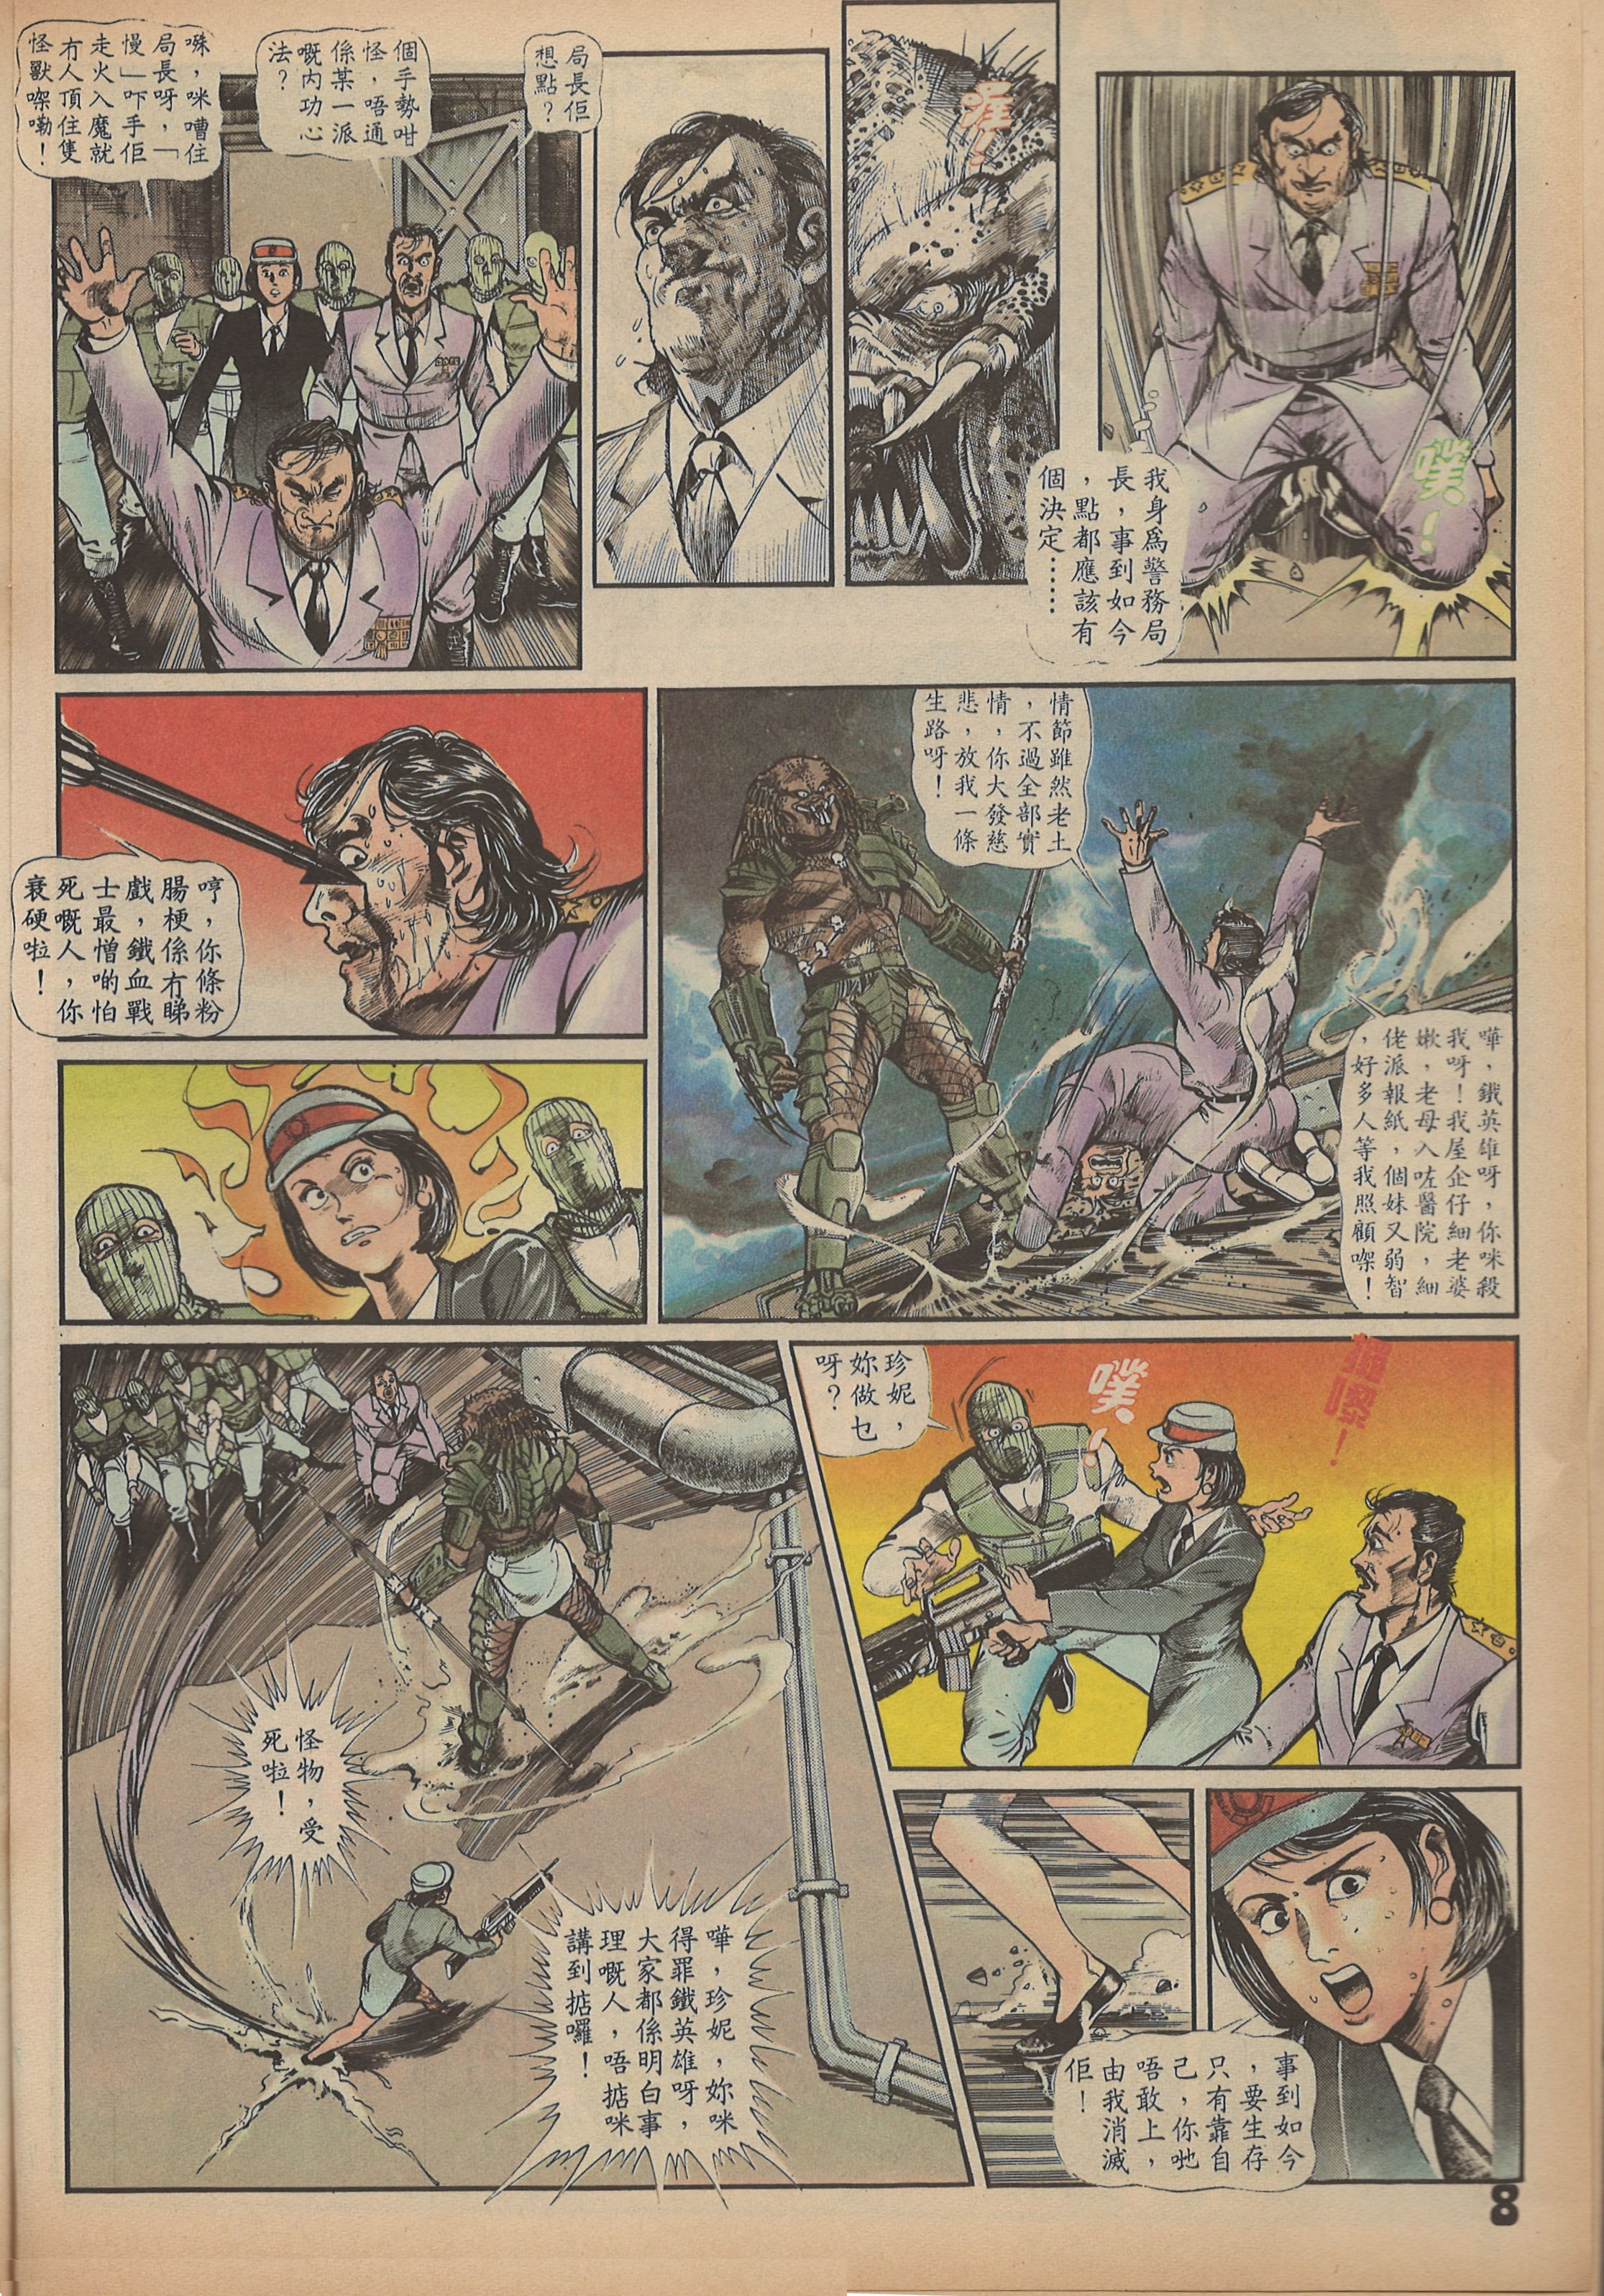 我身爲警務局
長，事到如今
，點都應該有
個決定……
噗！
局長佢
想點？
個手勢咁
怪，唔通
係某一派
嘅內功心
法？
，咪嘈住
局長呀，「
慢」吓手佢
走火入魔就
冇人頂住隻
怪獸㗎嘞！
情節雖然老土
，不過全部實
情，你大發慈
悲，放我一條
生路呀！
嘩，鐵英雄呀，你咪殺
我呀！我屋企仔細老婆
嫰，老母入咗醫院，細
佬派報紙，個妹又弱智
，好多人等我照顧㗎！
哼，你條粉
腸梗係冇睇
戲，鐵血戰
士最憎啲怕
死嘅人，你
衰硬啦！
噗！
珍妮，
妳做乜
呀？
事到如今
，要生存
只有靠自
己，你哋
唔敢上，
由我消滅
佢！
怪物，受
死啦！
嘩，珍妮，妳咪
得罪鐵英雄呀，
大家都係明白事
理嘅人，唔掂咪
講到掂囉！
8